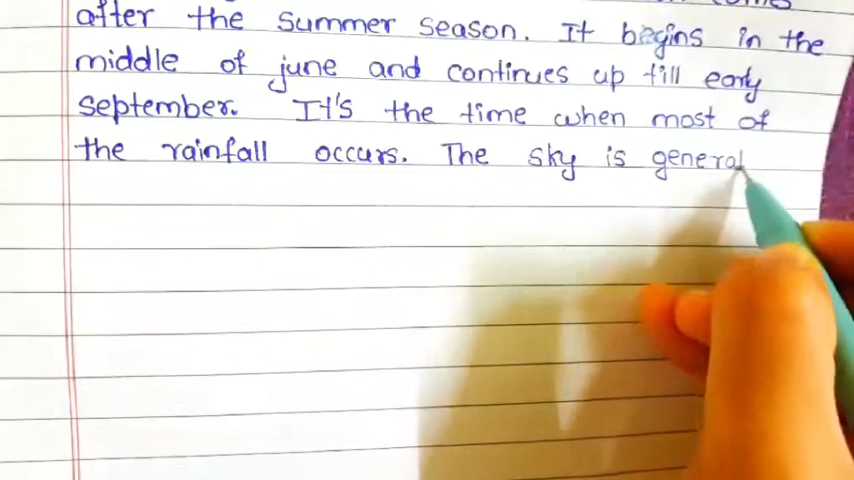 after the summer season. It begins in the
middle of june and continues up till early
september. It's the time when most of
the rainfall occurs. The sky is general